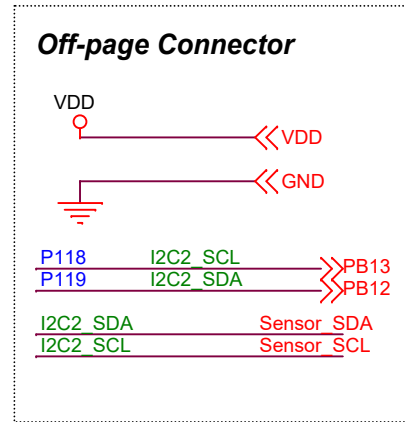 Off-page Connector
VDD
VDD
GND
P118 I2C2_SCL PB13
P119 I2C2_SDA PB12
I2C2_SDA Sensor_SDA
I2C2_SCL Sensor_SCL